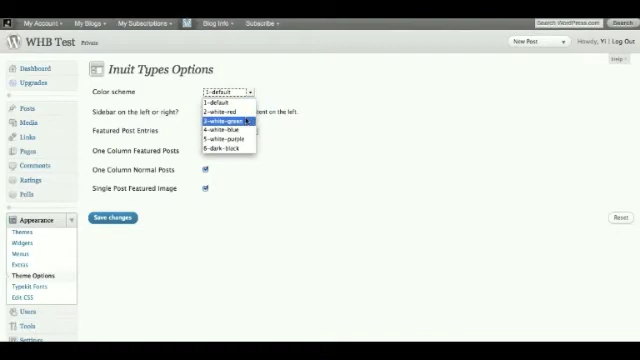 My Account
My Blogs
My Subscriptions
Blog Info
Subscribe
Search WordPress.com
Search
WHB Test
Private
New Post
Log Out
Help
Dashboard
Upgrades
Posts
Media
Links
Pages
Comments
Ratings
Polls
Appearance
Themes
Widgets
Menus
Extras
Theme Options
Typekit Fonts
Edit CSS
Users
Tools
Settings
Inuit Types Options
Color scheme
1-default
1-default
2-white-red
3-white-green
4-white-blue
5-white-purple
6-dark-black
Sidebar on the left or right?
on the left.
Featured Post Entries
One Column Featured Posts
One Column Normal Posts
Single Post Featured Image
Save changes
Reset